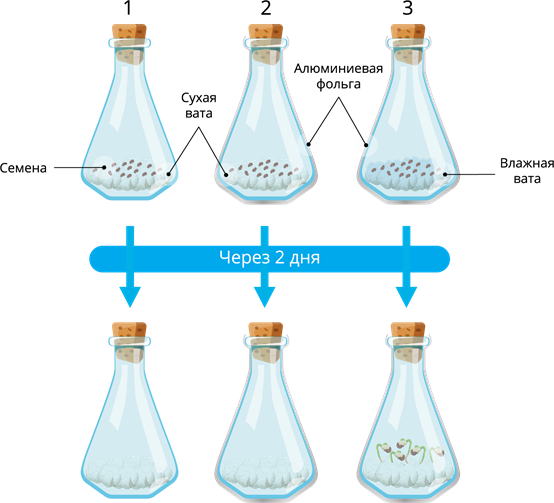 1 2 3
Алюминиевая
фольга
Сухая
вата
Семена
Влажная
вата
Через 2 дня